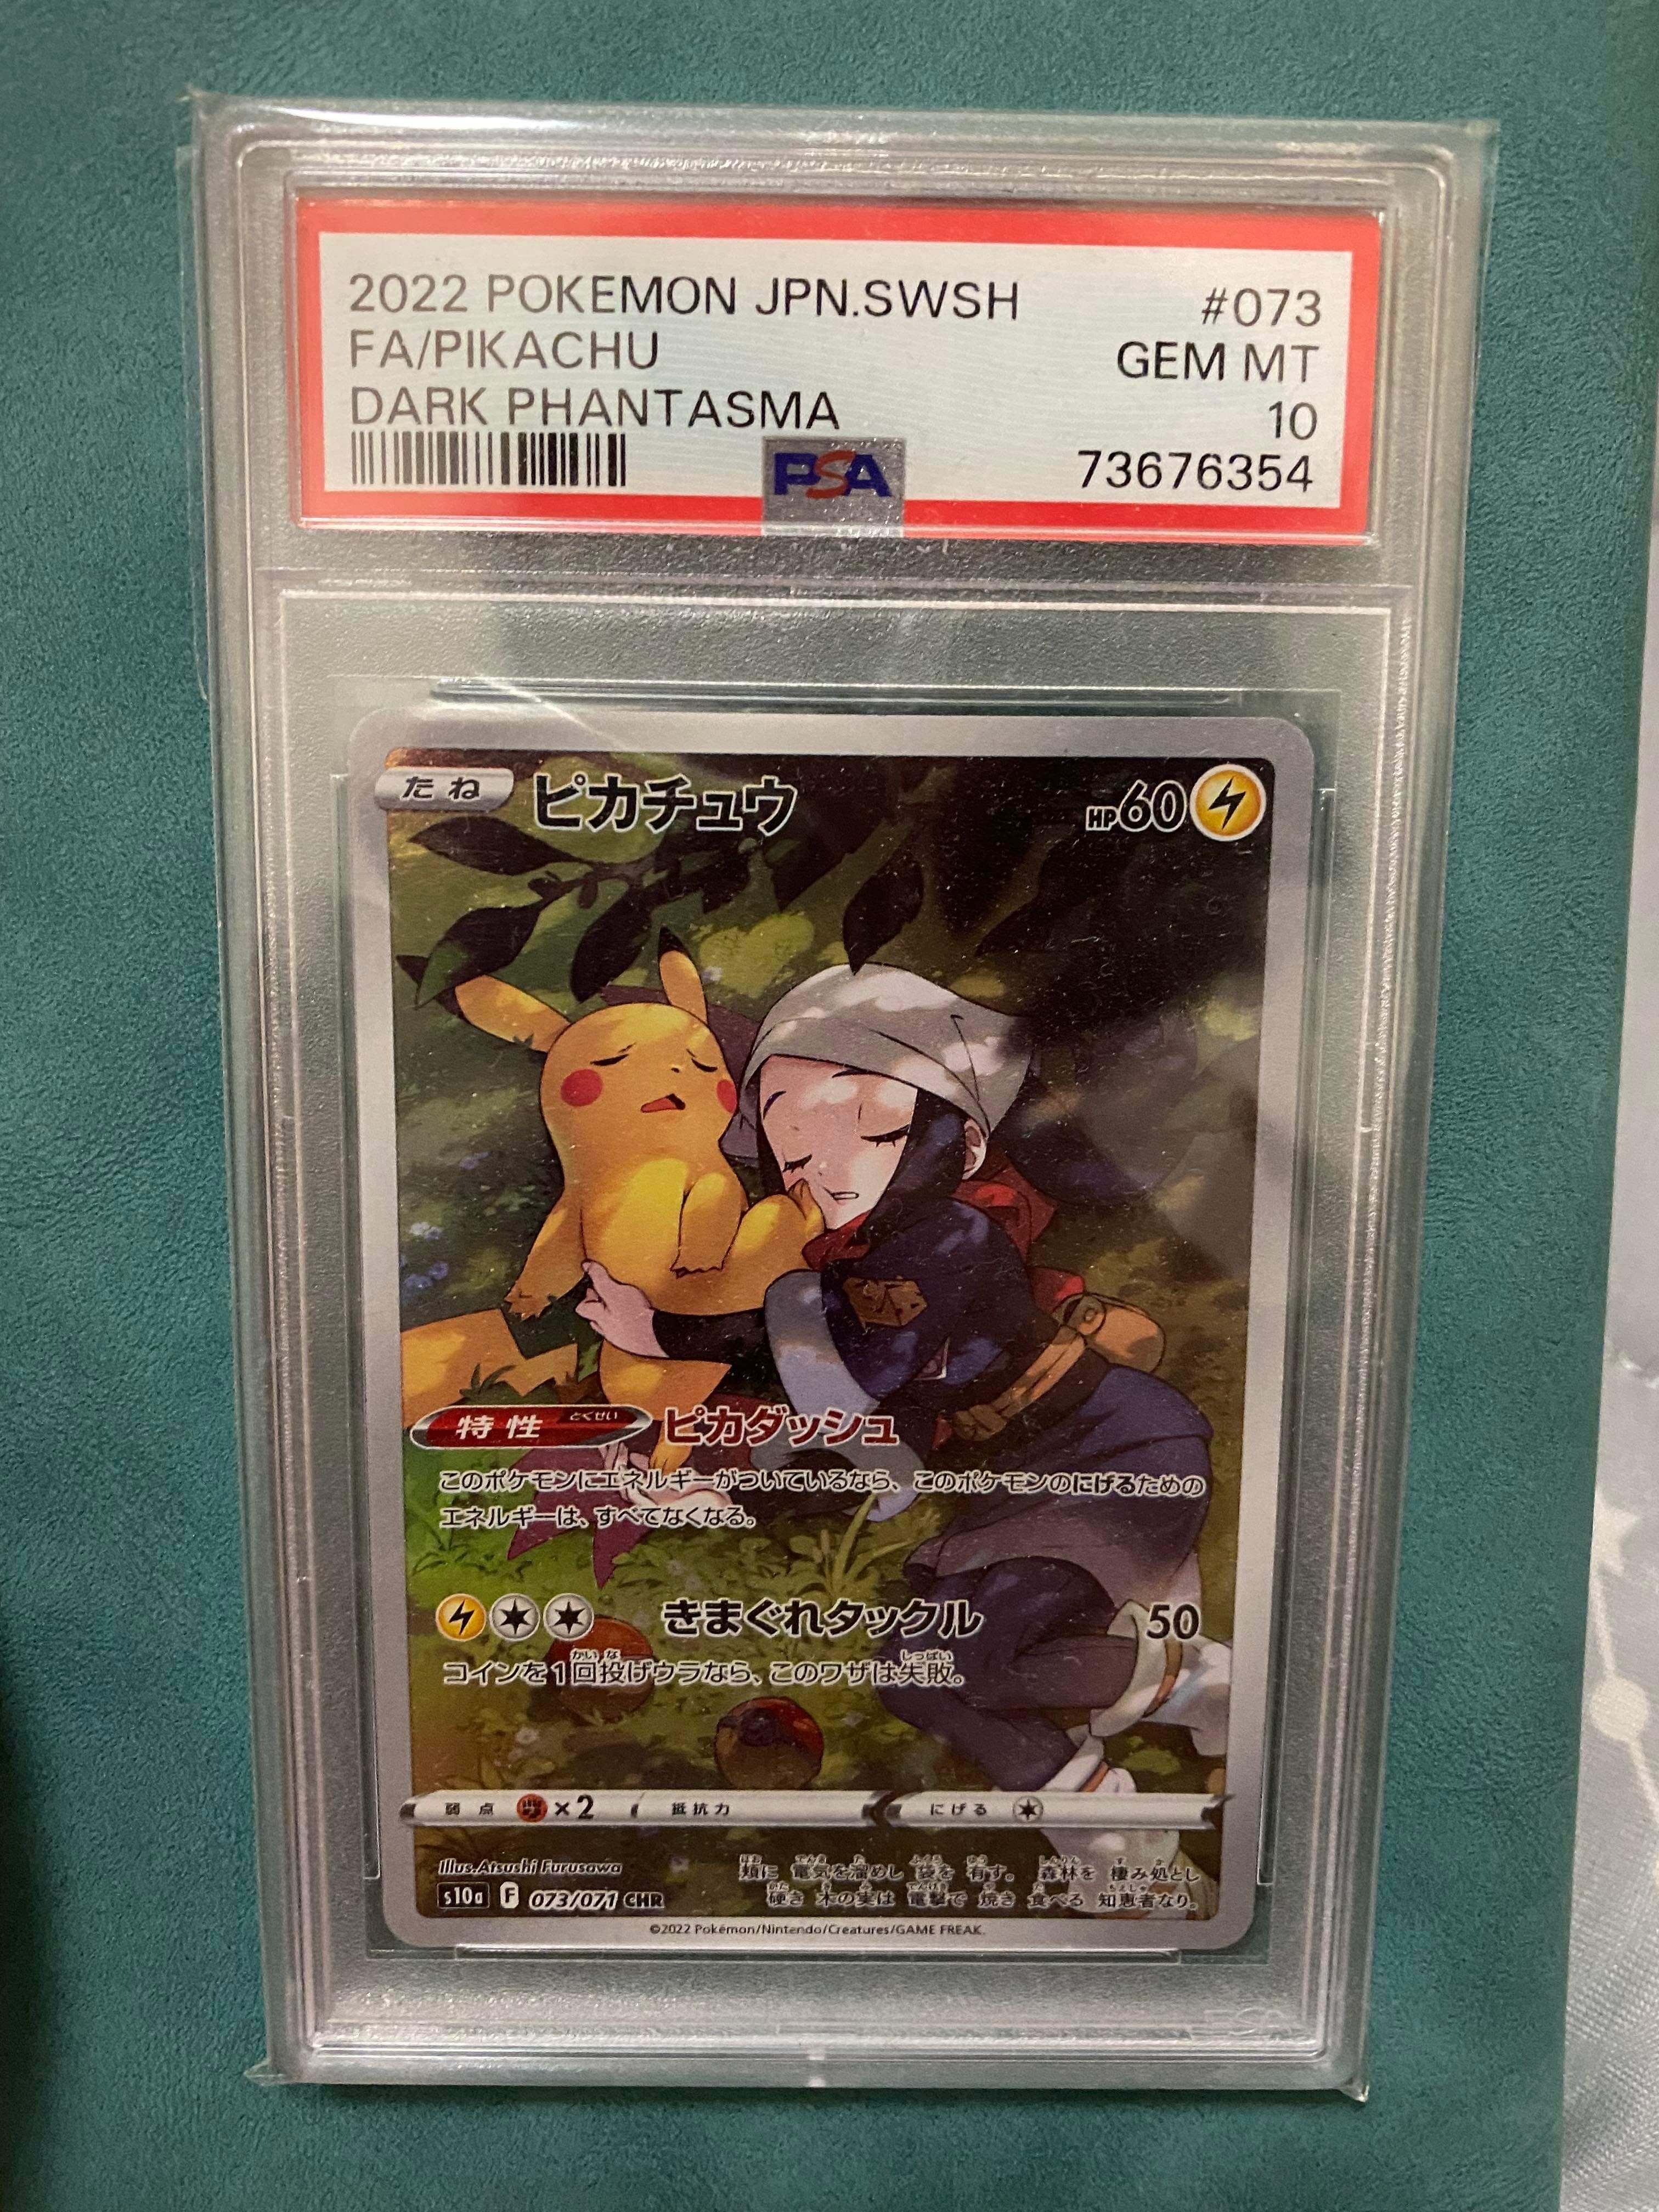 2022 POKEMON JPN.SWSH #073
FA/PIKACHU GEM MT
DARK PHANTASMA 10
PSA 73676354
たね ピカチュウ HP60
特性 とくせい ピカダッシュ
このポケモンにエネルギーがついているなら、このポケモンのにげるための
エネルギーは、すべてなくなる。
きまぐれタックル 50
コインを1回投げウラなら、このワザは失敗。
弱点 ×2 抵抗力 にげる
Illus.Atsushi Furusawa
頬に 電気を溜めし 袋を 有す。 森林を 棲み処とし
硬き 木の実は 電撃で 焼き 食べる 知恵者なり。
s10a F 073/071 CHR
©2022 Pokémon/Nintendo/Creatures/GAME FREAK.